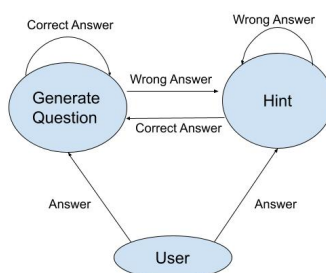 Correct Answer
Wrong Answer
Wrong Answer
Generate
Question
Hint
Correct Answer
Answer
Answer
User